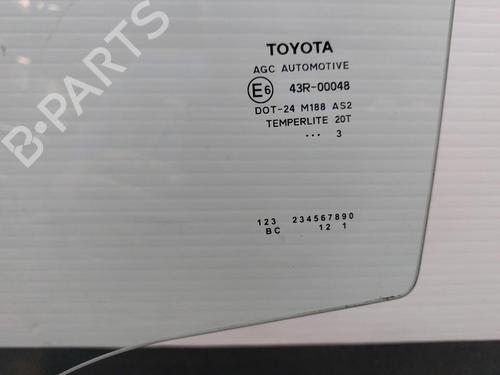 TOYOTA
AGC AUTOMOTIVE
E6 43R-00048
DOT-24 M188 AS2
TEMPERLITE 20T
... 3
123 234567890
BC 12 1
B-PARTS